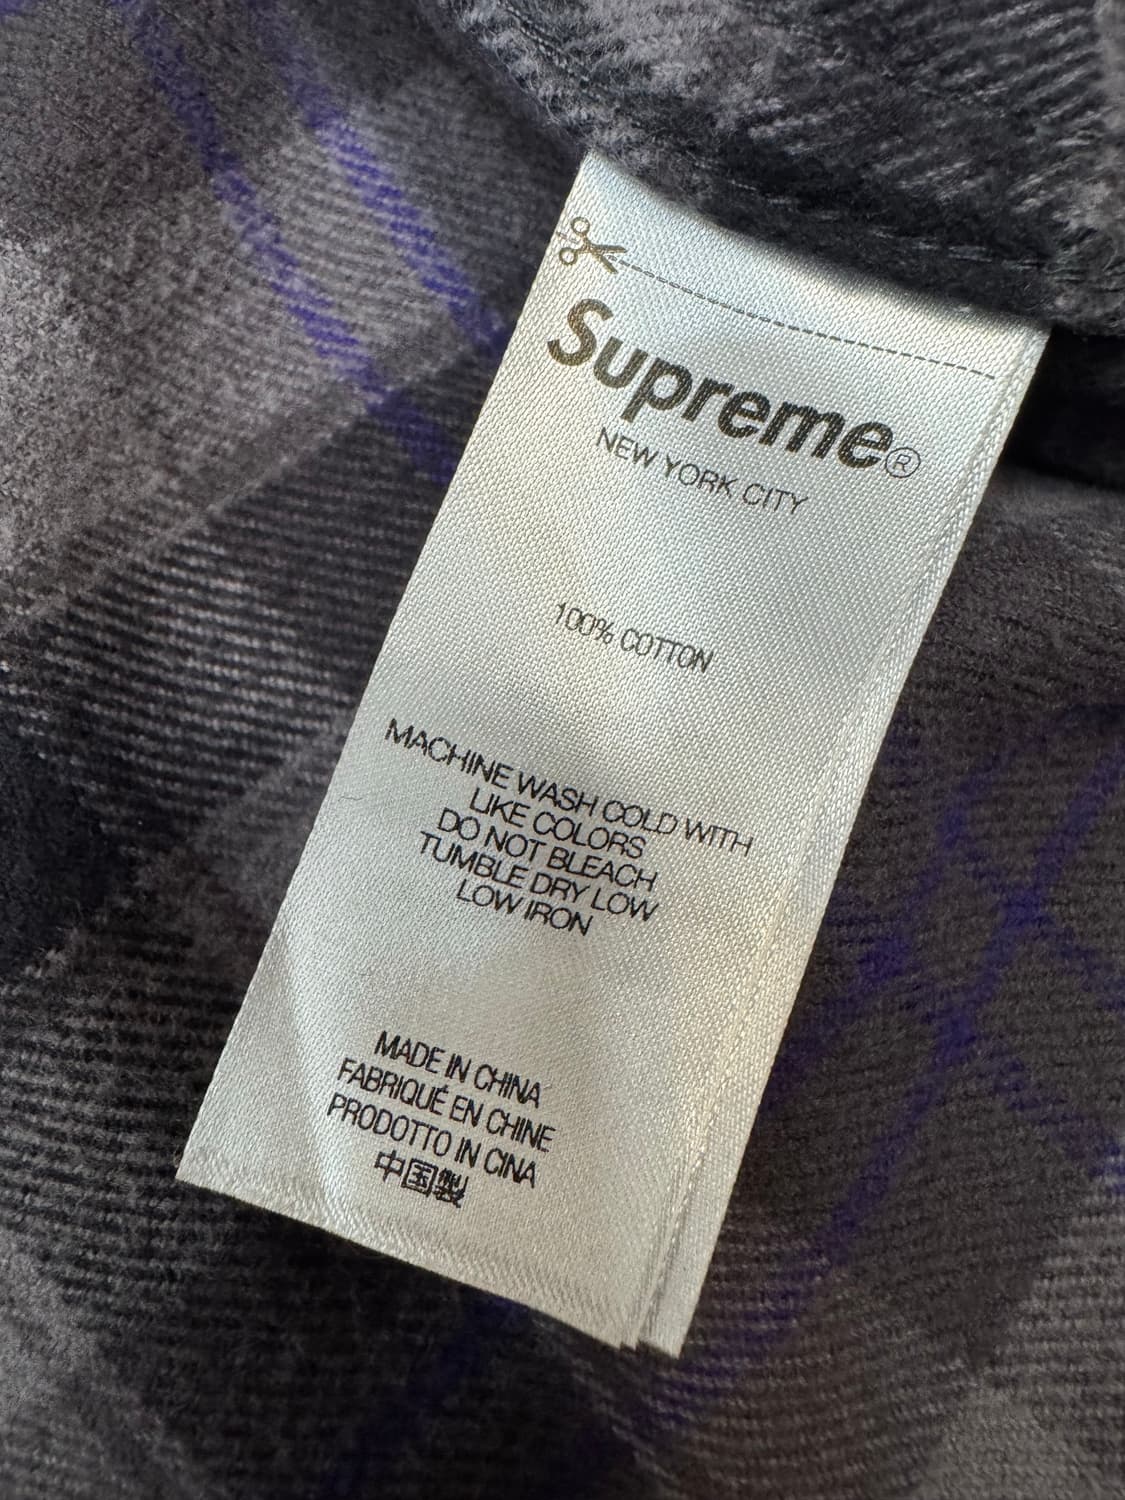 Supreme®
NEW YORK CITY
100% COTTON
MACHINE WASH COLD WITH
LIKE COLORS
DO NOT BLEACH
TUMBLE DRY LOW
LOW IRON
MADE IN CHINA
FABRIQUÉ EN CHINE
PRODOTTO IN CINA
中国製